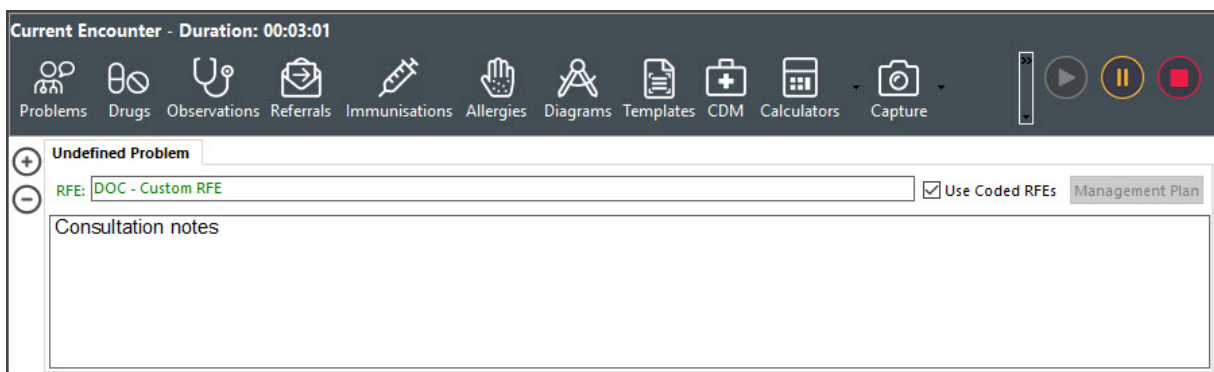 Current Encounter - Duration: 00:03:01
Problems Drugs Observations Referrals Immunisations Allergies Diagrams Templates CDM Calculators Capture
Undefined Problem
RFE: DOC - Custom RFE Use Coded RFEs Management Plan
Consultation notes